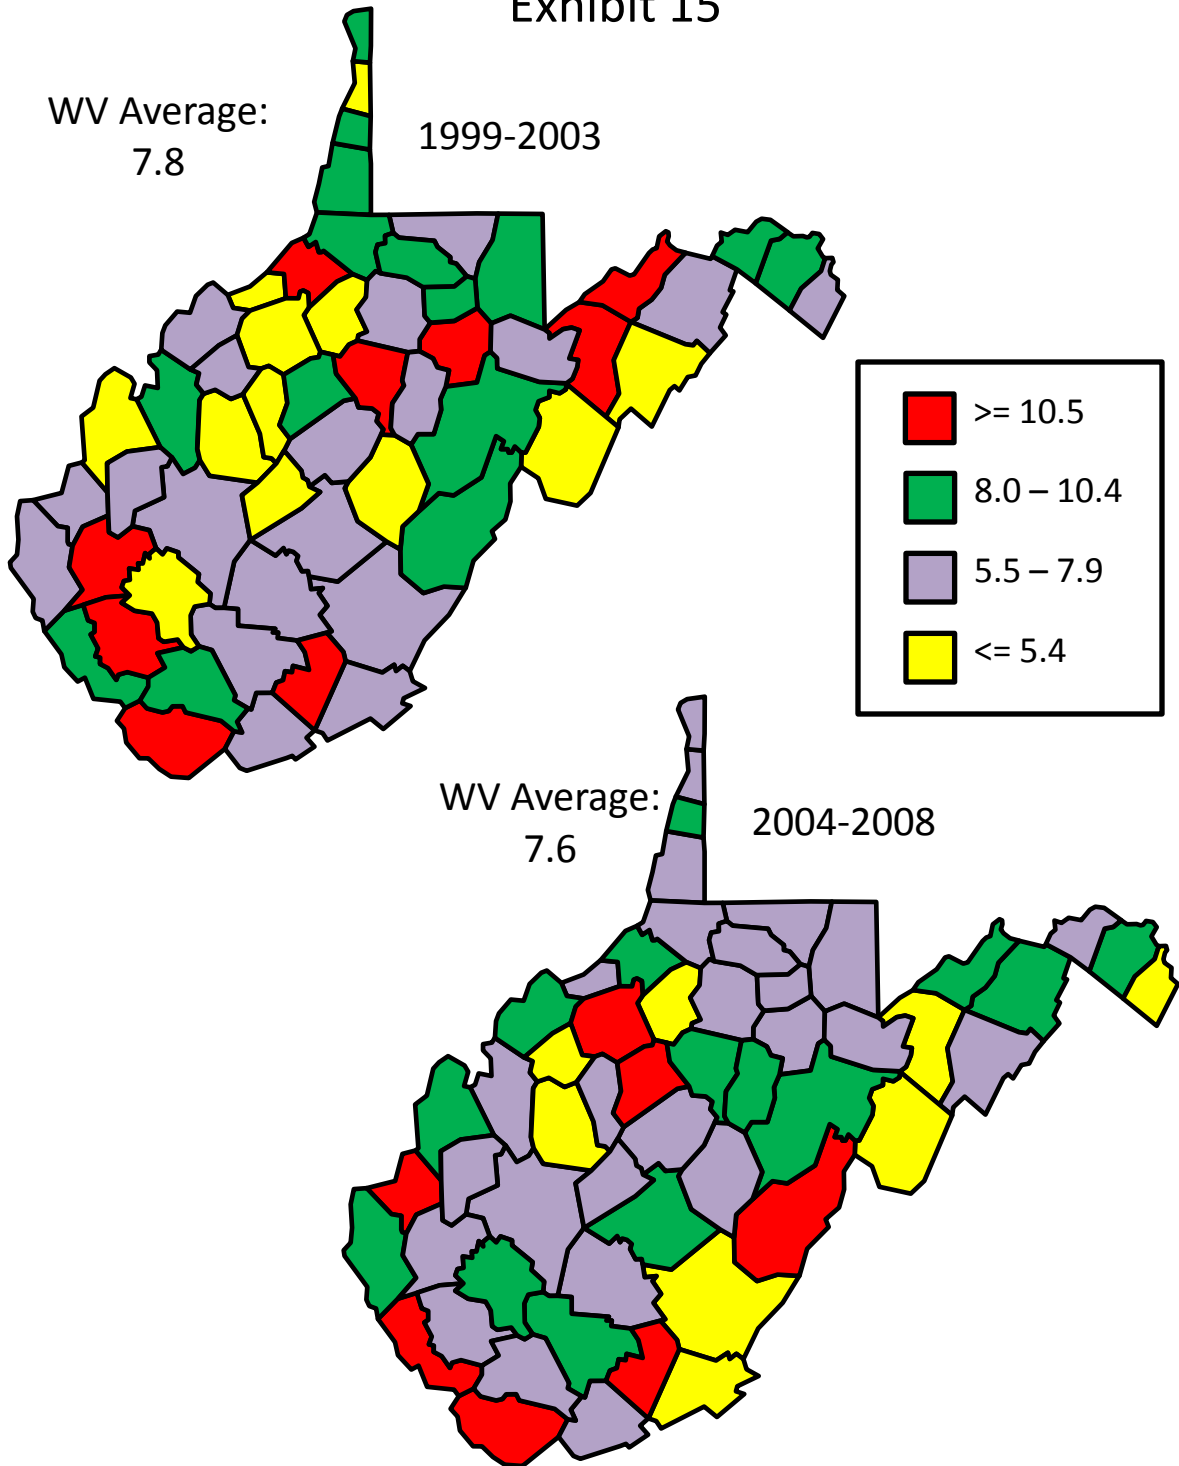 Exhibit 15
WV Average:
7.8
1999-2003
>= 10.5
8.0 – 10.4
5.5 – 7.9
<= 5.4
WV Average:
7.6
2004-2008